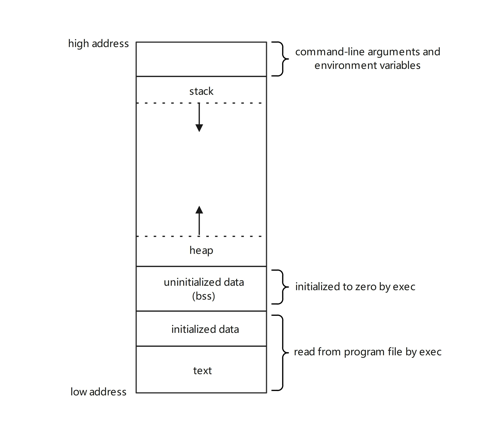 high address
command-line arguments and
environment variables
stack
heap
uninitialized data
(bss)
initialized to zero by exec
initialized data
read from program file by exec
text
low address